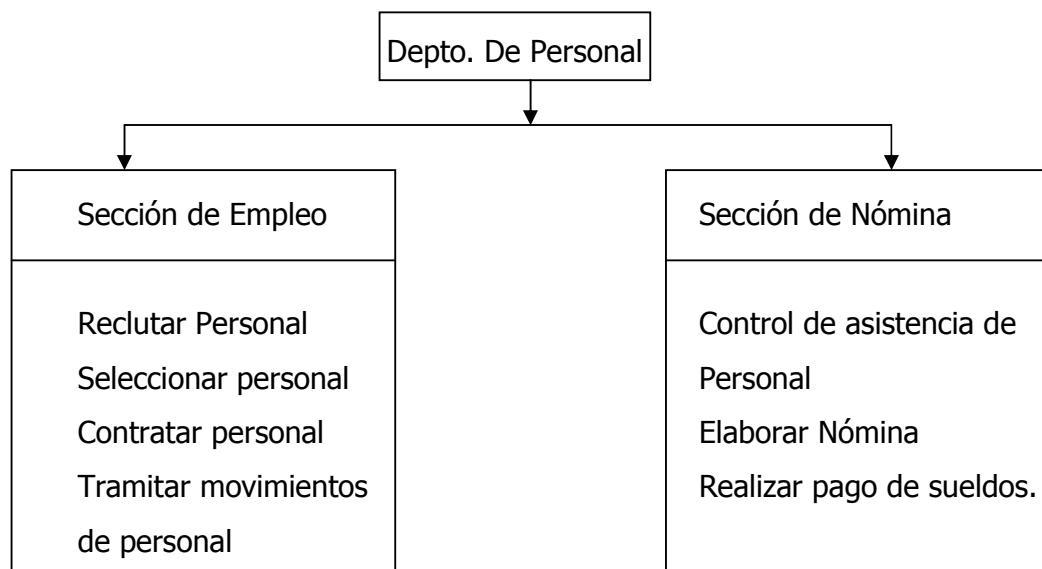 Depto. De Personal
Sección de Empleo
Reclutar Personal
Seleccionar personal
Contratar personal
Tramitar movimientos
de personal
Sección de Nómina
Control de asistencia de
Personal
Elaborar Nómina
Realizar pago de sueldos.